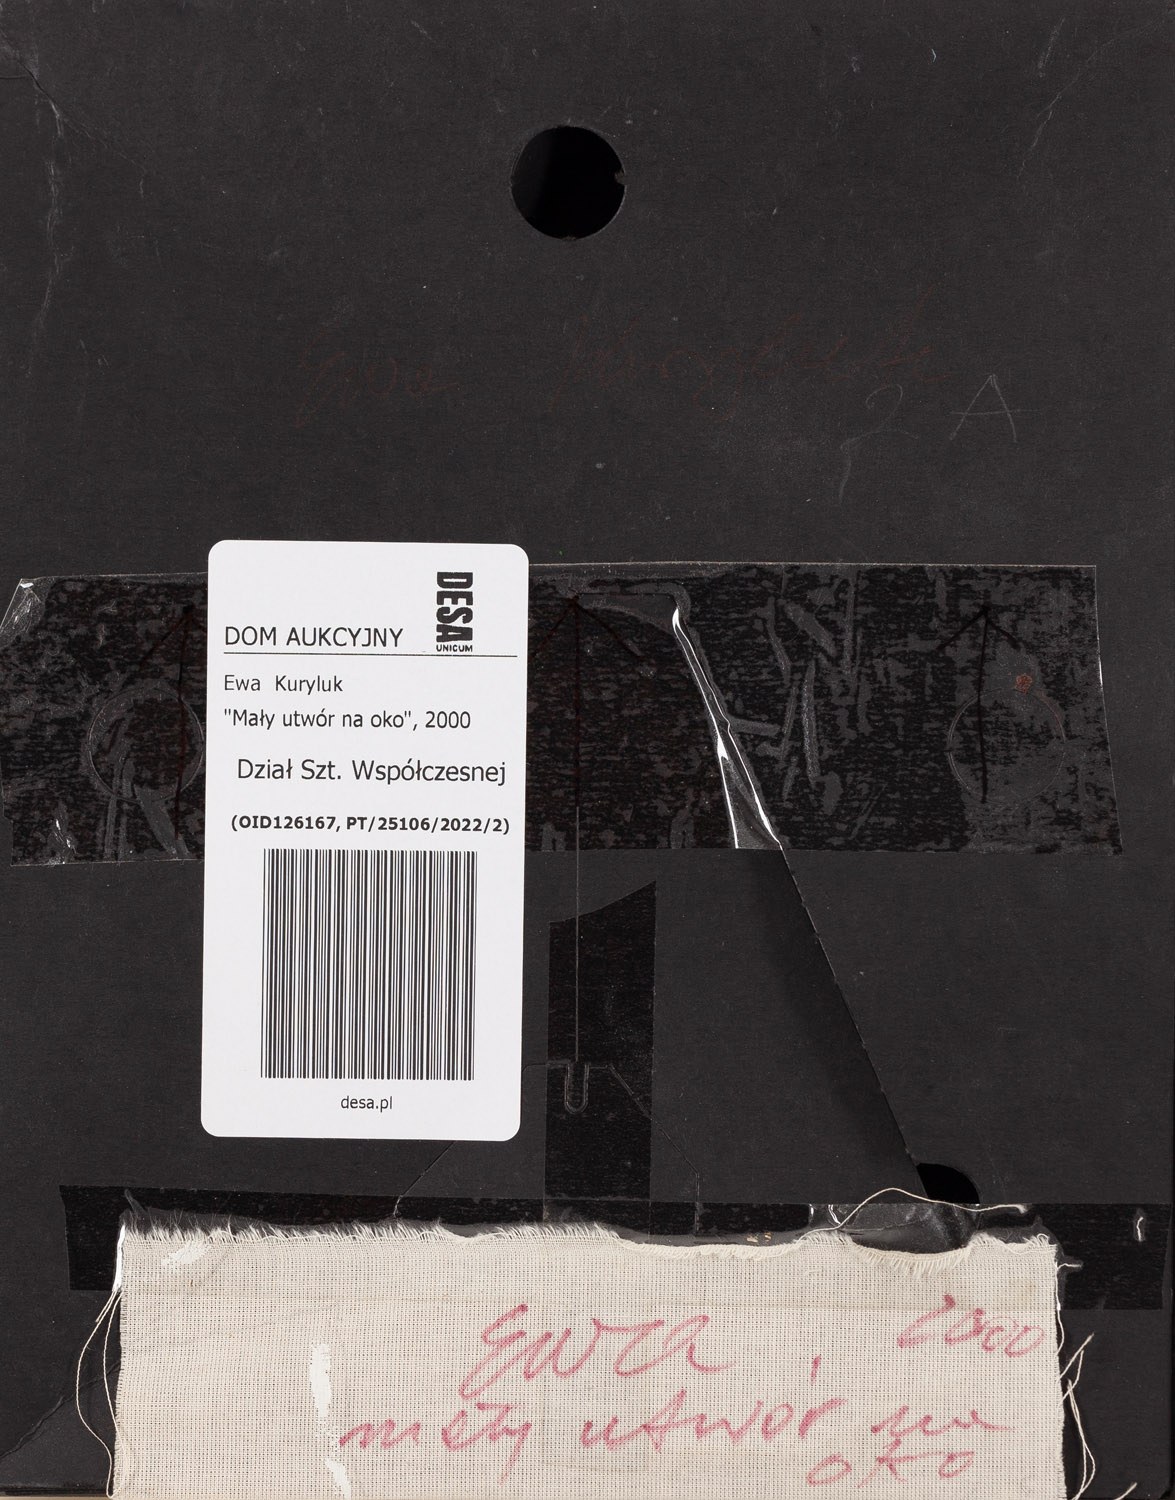 2 A
DESA
UNICUM
DOM AUKCYJNY
Ewa Kuryluk
"Mały utwór na oko", 2000
Dział Szt. Współczesnej
(OID126167, PT/25106/2022/2)
desa.pl
Ewa 2000
mały utwór na
oko